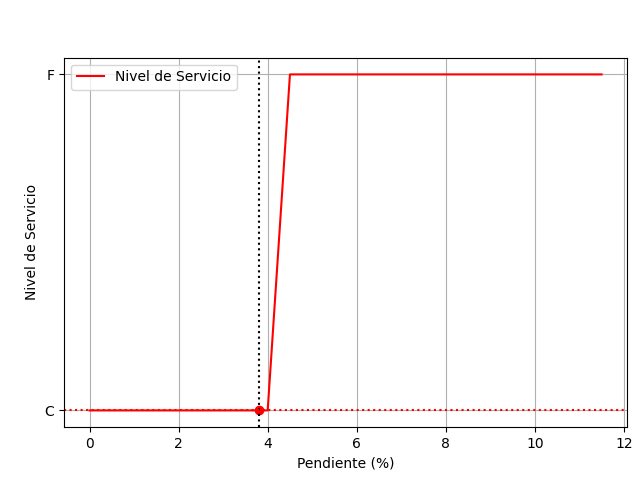 F
Nivel de Servicio
Nivel de Servicio
C
0 2 4 6 8 10 12
Pendiente (%)